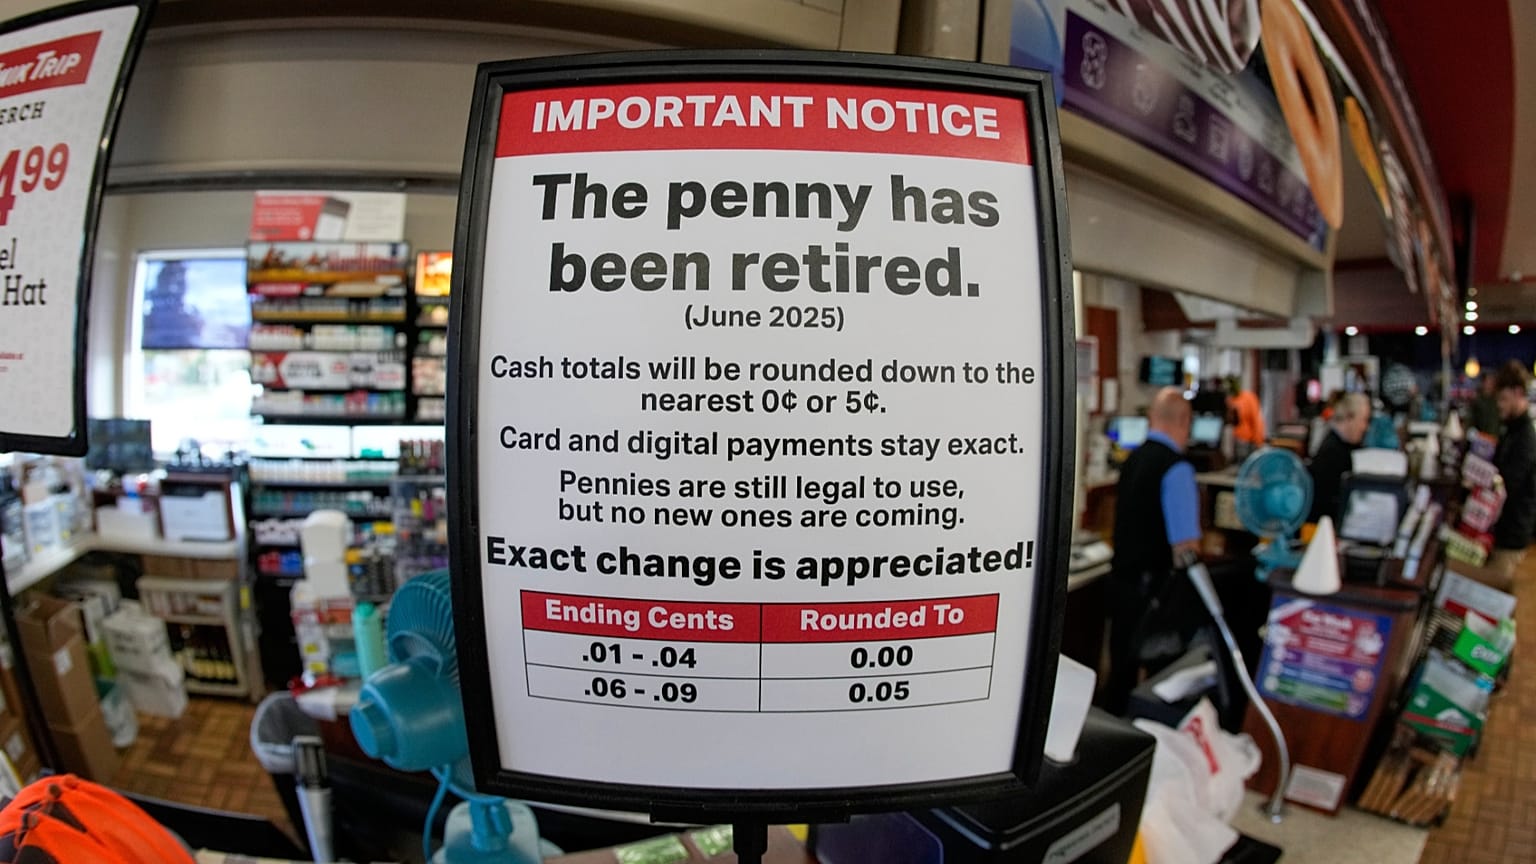 TRIP
4.99
Hat
IMPORTANT NOTICE
The penny has
been retired.
(June 2025)
Cash totals will be rounded down to the
nearest 0¢ or 5¢.
Card and digital payments stay exact.
Pennies are still legal to use,
but no new ones are coming.
Exact change is appreciated!
Ending Cents Rounded To
.01 - .04 0.00
.06 - .09 0.05